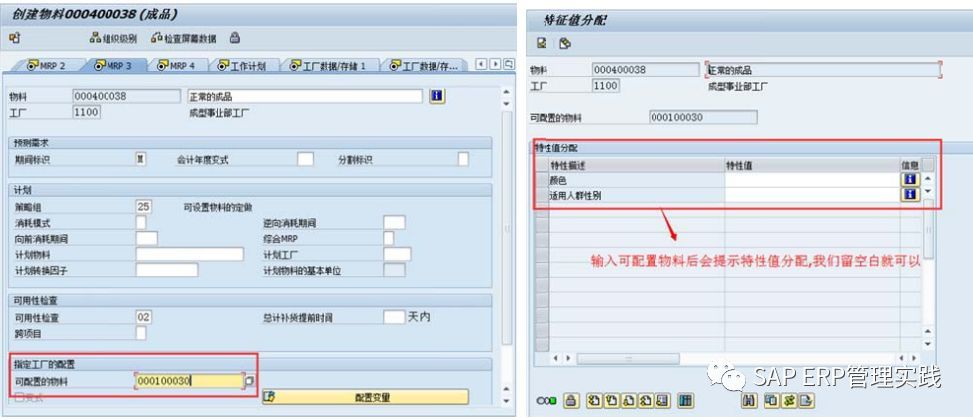 创建物料000400038 (成品)
组织级别 检查屏幕数据
MRP 2 MRP 3 MRP 4 工作计划 工厂数据/存储 1 工厂数据/存...
物料 000400038 正常的成品
工厂 1100 成型事业部工厂
预测需求
期间标识 M 会计年度变式 分割标识
计划
策略组 25 可设置物料的定做
消耗模式 逆向消耗期间
向前消耗期间 综合MRP
计划物料 计划工厂
计划转换因子 计划物料的基本单位
可用性检查
可用性检查 02 总计补货提前时间 天内
跨项目
指定工厂的配置
可配置的物料 000100030
变式 配置变量
特征值分配
物料 000400038 正常的成品
工厂 1100 成型事业部工厂
可配置的物料 000100030
特性值分配
特性描述 特性值 信息
颜色
适用人群性别
输入可配置物料后会提示特性值分配,我们留空白就可以
SAP ERP管理实践